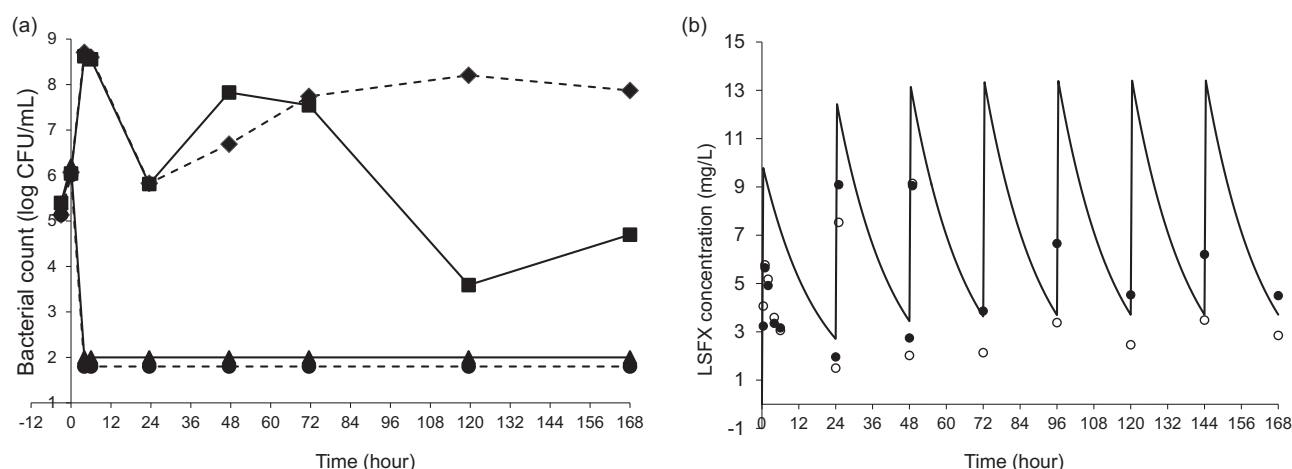 (a)
Bacterial count (log CFU/mL)
9
8
7
6
5
4
3
2
1
-12 0 12 24 36 48 60 72 84 96 108 120 132 144 156 168
Time (hour)
(b)
LSFX concentration (mg/L)
15
13
11
9
7
5
3
1
-1
0 12 24 36 48 60 72 84 96 108 120 132 144 156 168
Time (hour)